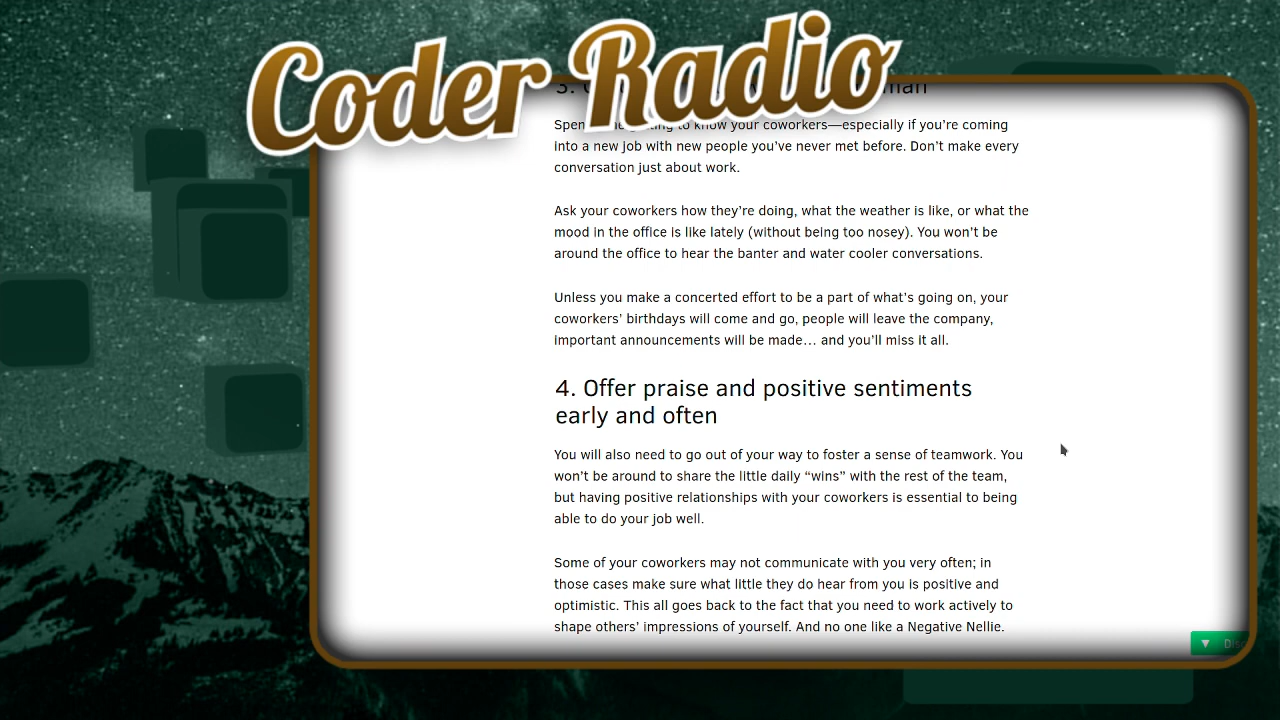 Coder Radio
3.
Spen to know your coworkers—especially if you’re coming
into a new job with new people you’ve never met before. Don’t make every
conversation just about work.
Ask your coworkers how they’re doing, what the weather is like, or what the
mood in the office is like lately (without being too nosey). You won’t be
around the office to hear the banter and water cooler conversations.
Unless you make a concerted effort to be a part of what’s going on, your
coworkers’ birthdays will come and go, people will leave the company,
important announcements will be made… and you’ll miss it all.
4. Offer praise and positive sentiments
early and often
You will also need to go out of your way to foster a sense of teamwork. You
won’t be around to share the little daily “wins” with the rest of the team,
but having positive relationships with your coworkers is essential to being
able to do your job well.
Some of your coworkers may not communicate with you very often; in
those cases make sure what little they do hear from you is positive and
optimistic. This all goes back to the fact that you need to work actively to
shape others’ impressions of yourself. And no one like a Negative Nellie.